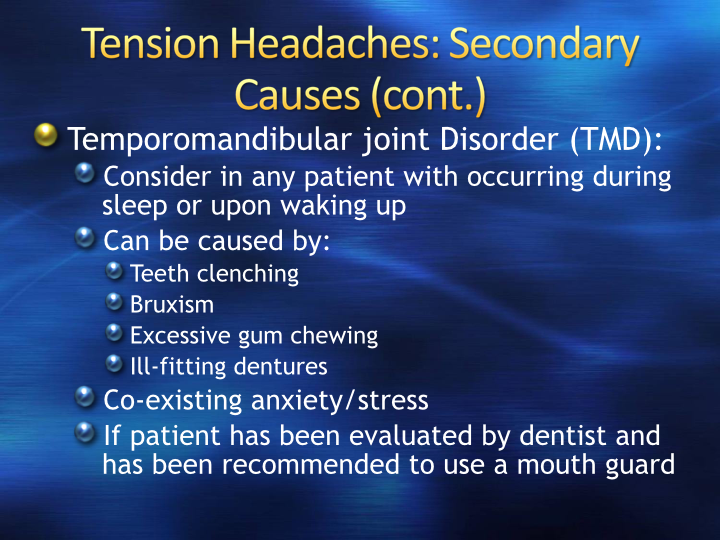 Tension Headaches: Secondary
Causes (cont.)
Temporomandibular joint Disorder (TMD):
Consider in any patient with occurring during
sleep or upon waking up
Can be caused by:
Teeth clenching
Bruxism
Excessive gum chewing
Ill-fitting dentures
Co-existing anxiety/stress
If patient has been evaluated by dentist and
has been recommended to use a mouth guard